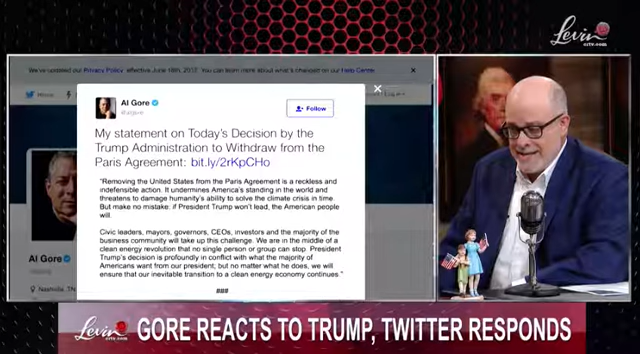 Levin
crtv.com
We've updated our Privacy Policy, effective June 18th, 2017. You can learn more about what's changed in our Help Center.
Al Gore
@algore
Follow
My statement on Today's Decision by the
Trump Administration to Withdraw from the
Paris Agreement: bit.ly/2rKpCHo
"Removing the United States from the Paris Agreement is a reckless and
indefensible action. It undermines America's standing in the world and
threatens to damage humanity's ability to solve the climate crisis in time.
But make no mistake: if President Trump won't lead, the American people
will.
Civic leaders, mayors, governors, CEOs, investors and the majority of the
business community will take up this challenge. We are in the middle of a
clean energy revolution that no single person or group can stop. President
Trump's decision is profoundly in conflict with what the majority of
Americans want from our president; but no matter what he does, we will
ensure that our inevitable transition to a clean energy economy continues."
###
Al Gore
Nashville, TN
Levin
crtv.com
GORE REACTS TO TRUMP, TWITTER RESPONDS